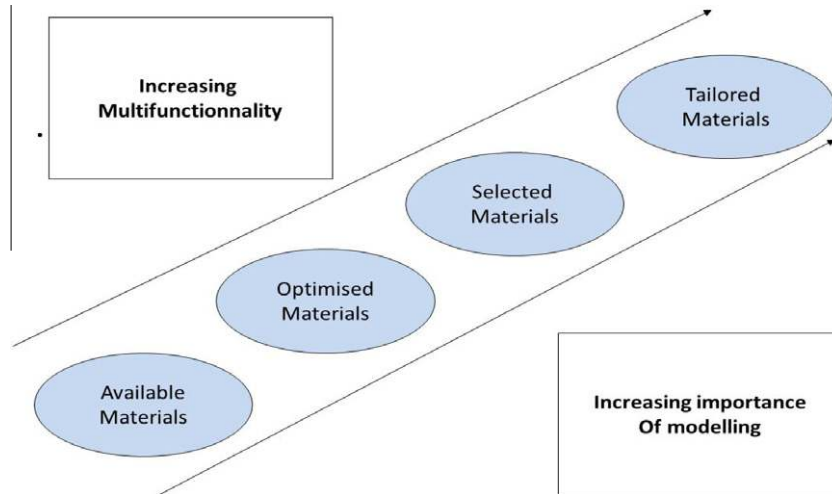 Increasing
Multifunctionnality
Tailored
Materials
Selected
Materials
Optimised
Materials
Available
Materials
Increasing importance
Of modelling